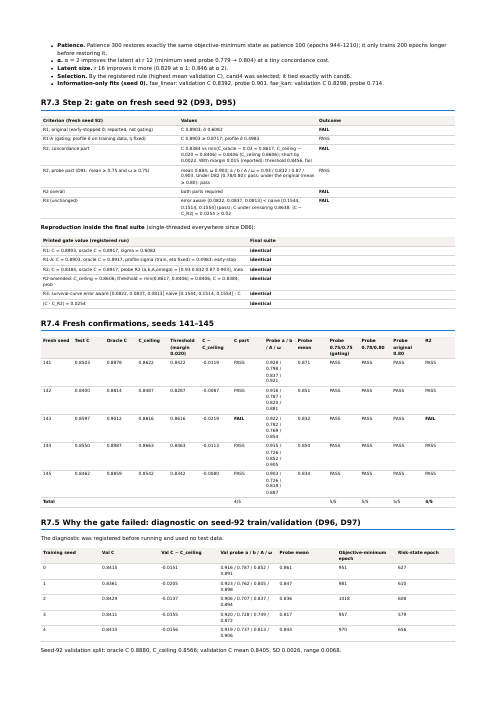 • Patience. Patience 300 restores exactly the same objective-minimum state as patience 100 (epochs 944–1210); it only trains 200 epochs longer
before restoring it.
• α. α = 2 improves the latent at r 12 (minimum seed probe 0.779 → 0.804) at a tiny concordance cost.
• Latent size. r 16 improves it more (0.829 at α 1; 0.846 at α 2).
• Selection. By the registered rule (highest mean validation C), cand4 was selected; it tied exactly with cand6.
• Information-only fits (seed 0). fae_linear: validation C 0.8392, probe 0.901. fae_kan: validation C 0.8298, probe 0.714.
R7.3 Step 2: gate on fresh seed 92 (D93, D95)
Criterion (fresh seed 92) Values Outcome
R1, original (early-stopped σ̂; reported, not gating) C 0.8903; σ̂ 0.6082 FAIL
R1-A (gating; profile σ̂ on training data, η fixed) C 0.8903 ≥ 0.8717; profile σ̂ 0.4983 PASS
R2, concordance part C 0.8384 vs min(C_oracle − 0.03 = 0.8617, C_ceiling −
0.020 = 0.8406) = 0.8406 (C_ceiling 0.8606); short by
0.0022. With margin 0.015 (reported): threshold 0.8456, fail FAIL
R2, probe part (D91: mean ≥ 0.75 and ω ≥ 0.75) mean 0.884; ω 0.903; a / b / A / ω = 0.93 / 0.832 / 0.87 /
0.903. Under D82 (0.78/0.80): pass; under the original (mean
≥ 0.80): pass PASS
R2 overall both parts required FAIL
R3 (unchanged) error aware [0.0822, 0.0837, 0.0813] < naive [0.1544,
0.1514, 0.1554] (pass); C under censoring 0.8638; |C −
C_R2| = 0.0254 > 0.02 FAIL
Reproduction inside the final suite (single-threaded everywhere since D86):
Printed gate value (registered run) Final suite
R1: C = 0.8903, oracle C = 0.8917, sigma = 0.6082 identical
R1-A: C = 0.8903, oracle C = 0.8917, profile sigma (train, eta fixed) = 0.4983; early-stop identical
R2: C = 0.8384, oracle C = 0.8917; probe R2 (a,b,A,omega) = [0.93 0.832 0.87 0.903], mea identical
R2-amended: C_ceiling = 0.8606; threshold = min(0.8617, 0.8406) = 0.8406; C = 0.8384;
prob identical
R3: survival-curve error aware [0.0822, 0.0837, 0.0813] naive [0.1544, 0.1514, 0.1554] ; C identical
|C - C_R2| = 0.0254 identical
R7.4 Fresh confirmations, seeds 141–145
Fresh seed Test C Oracle C C_ceiling Threshold (margin 0.020) C − C_ceiling C part Probe a / b / A / ω Probe mean Probe 0.75/0.75 (gating) Probe 0.78/0.80 Probe original 0.80 R2
141 0.8503 0.8878 0.8622 0.8422 -0.0119 PASS 0.928 / 0.798 / 0.837 / 0.921 0.871 PASS PASS PASS PASS
142 0.8400 0.8814 0.8487 0.8287 -0.0087 PASS 0.916 / 0.787 / 0.820 / 0.881 0.851 PASS PASS PASS PASS
143 0.8597 0.9012 0.8816 0.8616 -0.0219 FAIL 0.922 / 0.782 / 0.769 / 0.854 0.832 PASS PASS PASS FAIL
144 0.8550 0.8987 0.8663 0.8463 -0.0113 PASS 0.915 / 0.726 / 0.852 / 0.905 0.850 PASS PASS PASS PASS
145 0.8462 0.8859 0.8542 0.8342 -0.0080 PASS 0.903 / 0.726 / 0.818 / 0.887 0.834 PASS PASS PASS PASS
Total 4/5 5/5 5/5 5/5 4/5
R7.5 Why the gate failed: diagnostic on seed-92 train/validation (D96, D97)
The diagnostic was registered before running and used no test data.
Training seed Val C Val C − C_ceiling Val probe a / b / A / ω Probe mean Objective-minimum epoch Risk-state epoch
0 0.8415 -0.0151 0.916 / 0.787 / 0.852 / 0.891 0.861 951 627
1 0.8361 -0.0205 0.923 / 0.762 / 0.805 / 0.898 0.847 981 610
2 0.8429 -0.0137 0.906 / 0.707 / 0.837 / 0.894 0.836 1018 608
3 0.8411 -0.0155 0.920 / 0.728 / 0.749 / 0.872 0.817 957 579
4 0.8410 -0.0156 0.919 / 0.737 / 0.813 / 0.906 0.844 970 656
Seed-92 validation split: oracle C 0.8880, C_ceiling 0.8566; validation C mean 0.8405, SD 0.0026, range 0.0068.